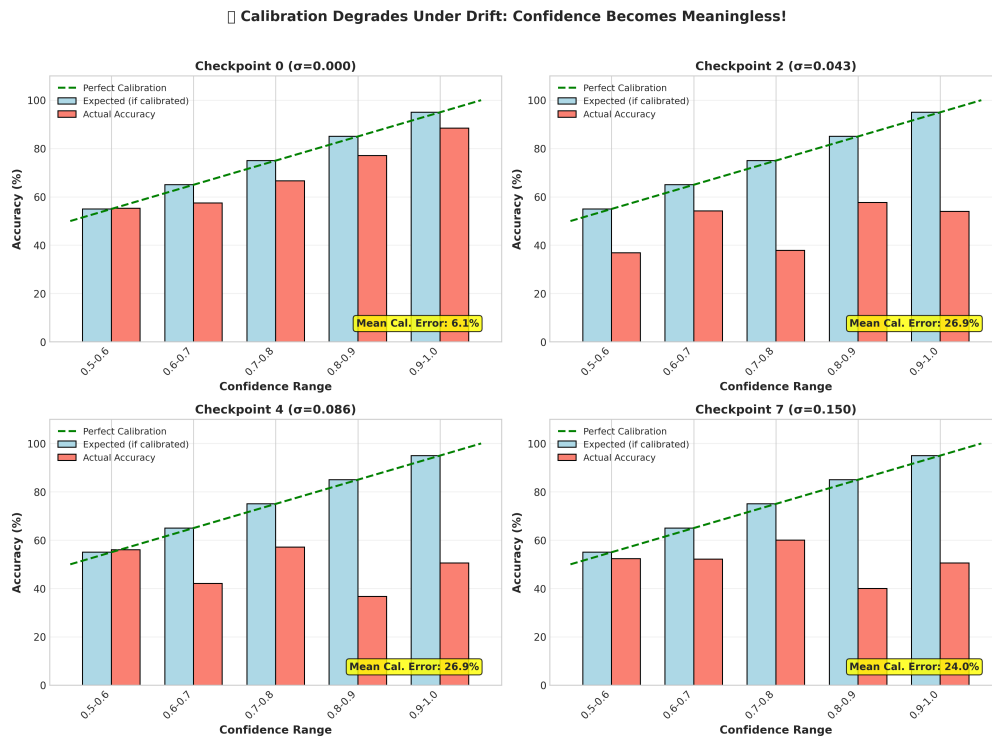 ▯ Calibration Degrades Under Drift: Confidence Becomes Meaningless!
Checkpoint 0 (σ=0.000)
Perfect Calibration
Expected (if calibrated)
Actual Accuracy
Accuracy (%)
100
80
60
40
20
0
Mean Cal. Error: 6.1%
0.5-0.6
0.6-0.7
0.7-0.8
0.8-0.9
0.9-1.0
Confidence Range
Checkpoint 2 (σ=0.043)
Perfect Calibration
Expected (if calibrated)
Actual Accuracy
Accuracy (%)
100
80
60
40
20
0
Mean Cal. Error: 26.9%
0.5-0.6
0.6-0.7
0.7-0.8
0.8-0.9
0.9-1.0
Confidence Range
Checkpoint 4 (σ=0.086)
Perfect Calibration
Expected (if calibrated)
Actual Accuracy
Accuracy (%)
100
80
60
40
20
0
Mean Cal. Error: 26.9%
0.5-0.6
0.6-0.7
0.7-0.8
0.8-0.9
0.9-1.0
Confidence Range
Checkpoint 7 (σ=0.150)
Perfect Calibration
Expected (if calibrated)
Actual Accuracy
Accuracy (%)
100
80
60
40
20
0
Mean Cal. Error: 24.0%
0.5-0.6
0.6-0.7
0.7-0.8
0.8-0.9
0.9-1.0
Confidence Range